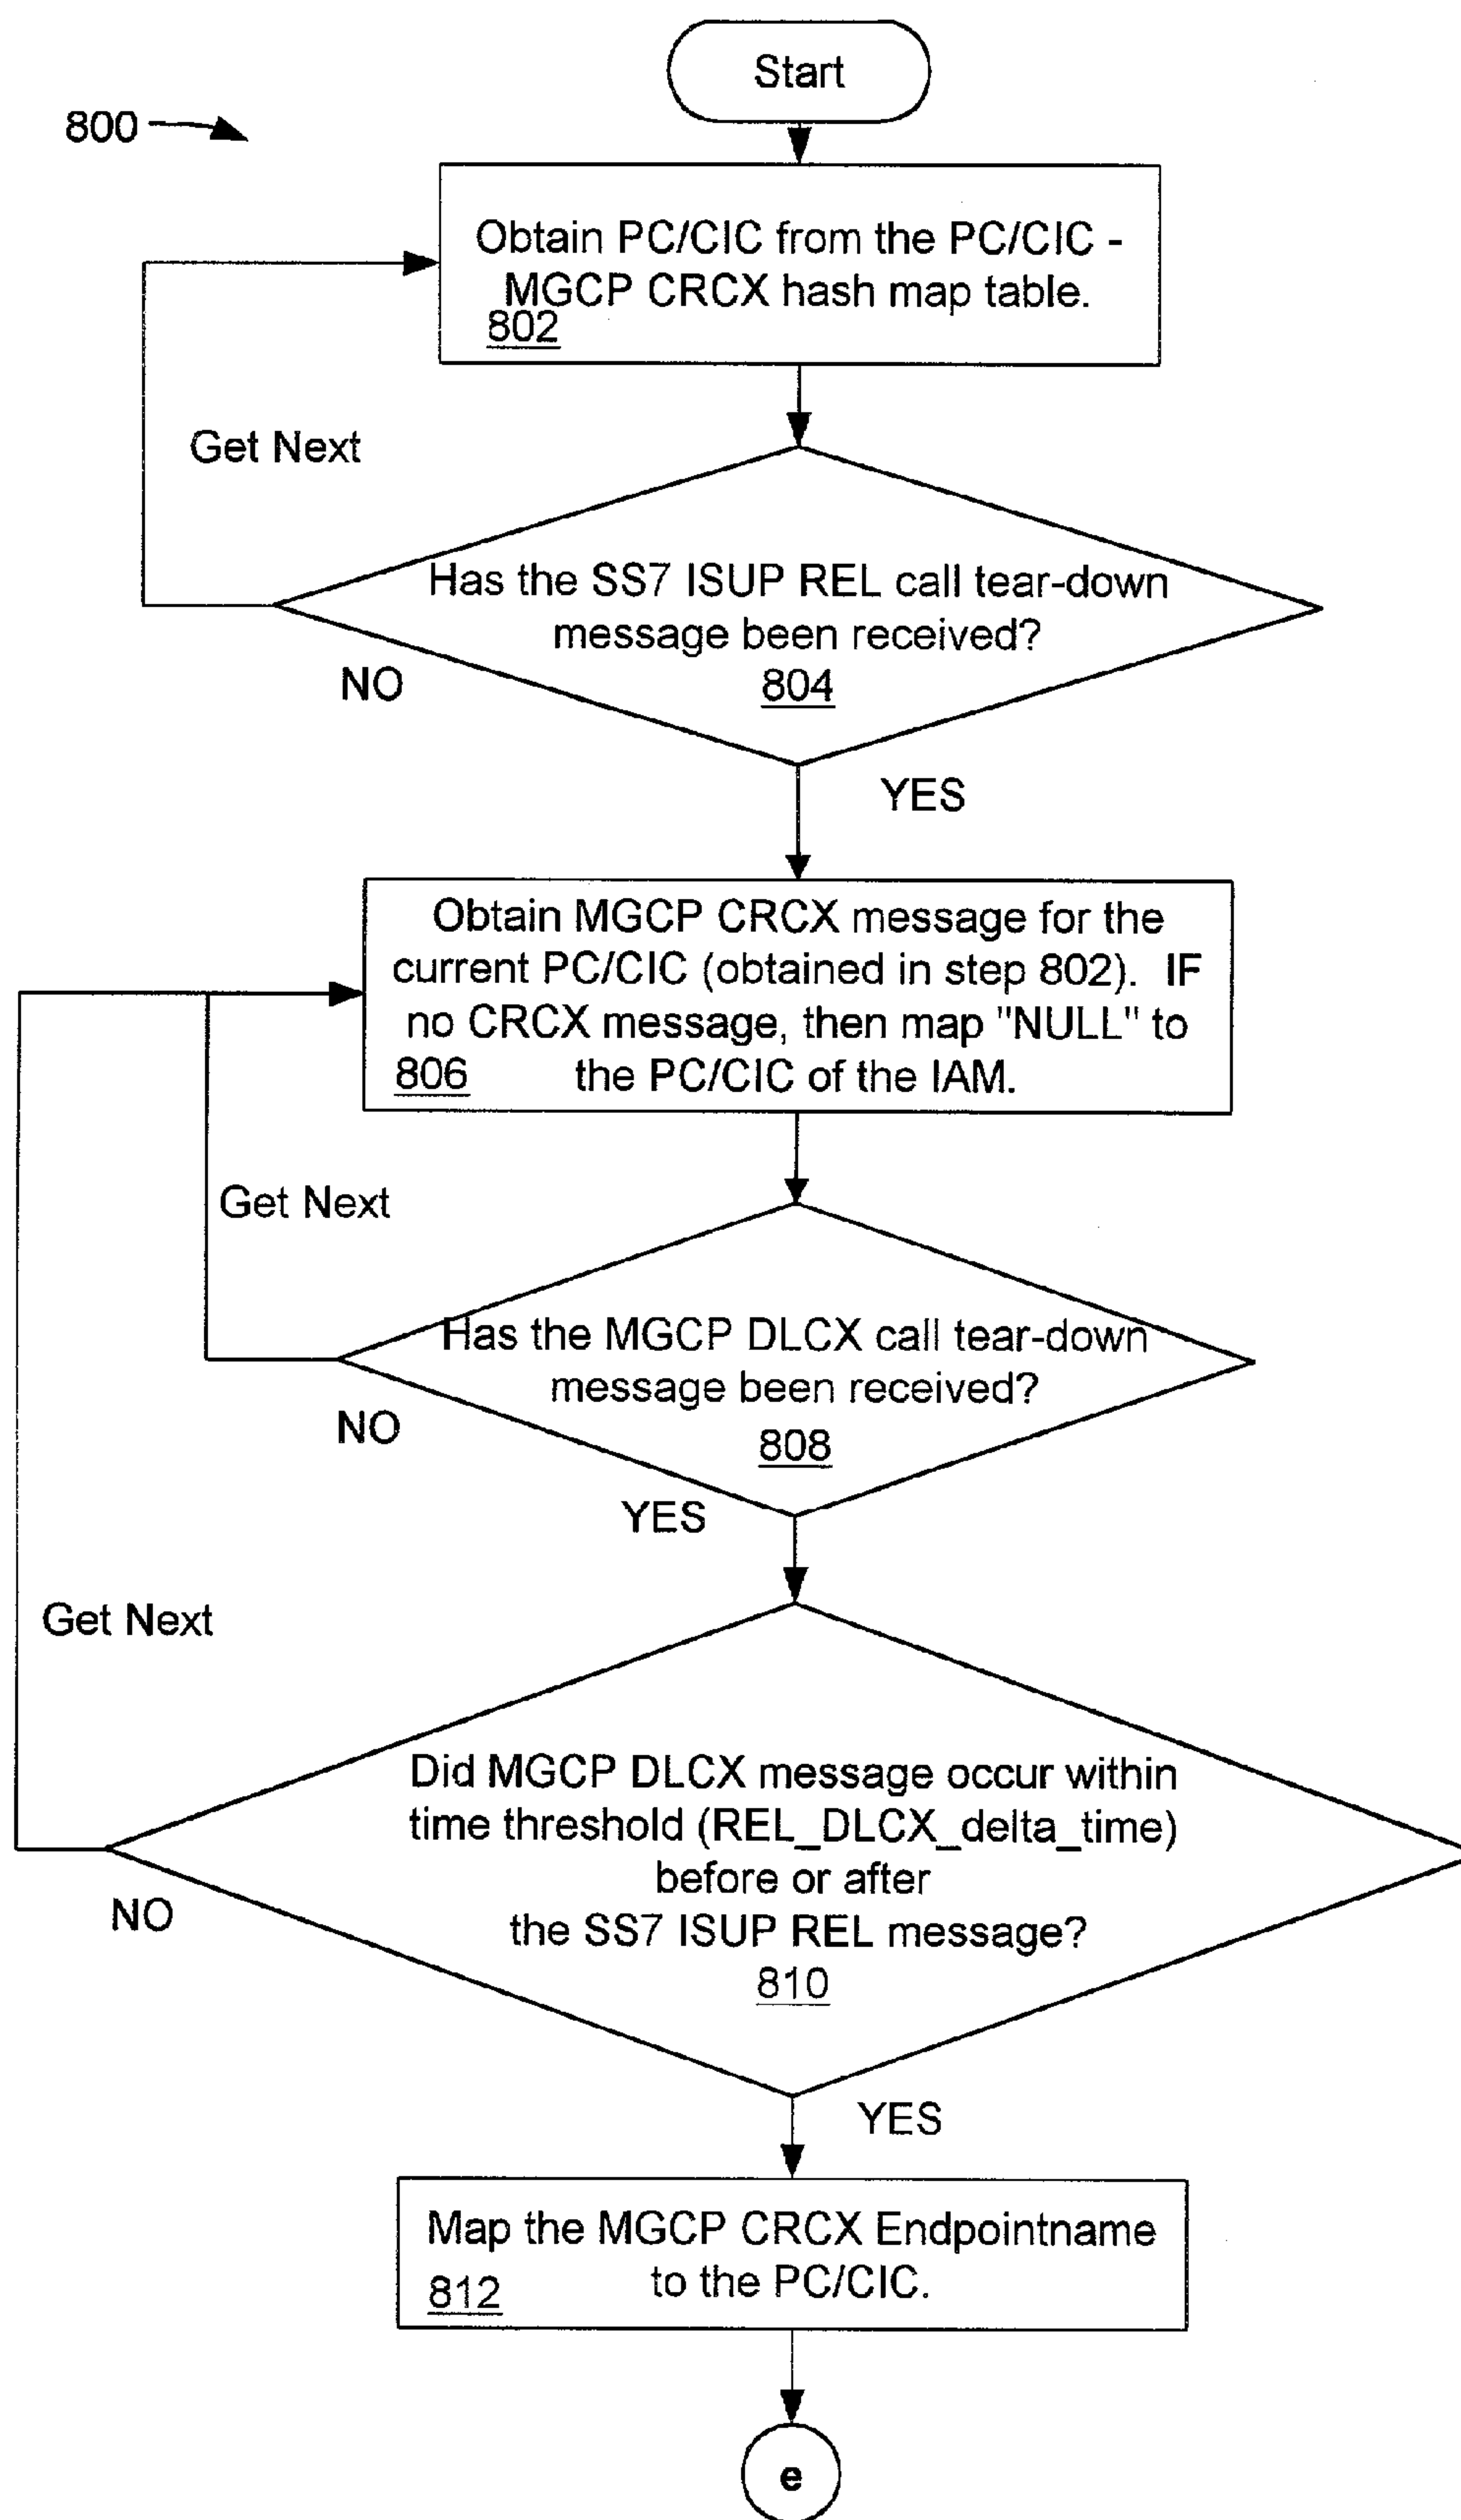 Start
800
Obtain PC/CIC from the PC/CIC -
MGCP CRCX hash map table.
802
Get Next
Has the SS7 ISUP REL call tear-down
message been received?
804
NO
YES
Obtain MGCP CRCX message for the
current PC/CIC (obtained in step 802). IF
no CRCX message, then map "NULL" to
806 the PC/CIC of the IAM.
Get Next
Has the MGCP DLCX call tear-down
message been received?
808
NO
YES
Get Next
Did MGCP DLCX message occur within
time threshold (REL_DLCX_delta_time)
before or after
the SS7 ISUP REL message?
810
NO
YES
Map the MGCP CRCX Endpointname
812 to the PC/CIC.
e